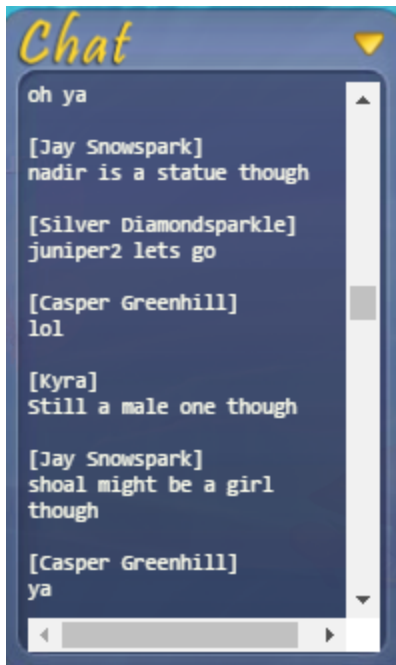 Chat
oh ya
[Jay Snowspark]
nadir is a statue though
[Silver Diamondsparkle]
juniper2 lets go
[Casper Greenhill]
lol
[Kyra]
Still a male one though
[Jay Snowspark]
shoal might be a girl
though
[Casper Greenhill]
ya